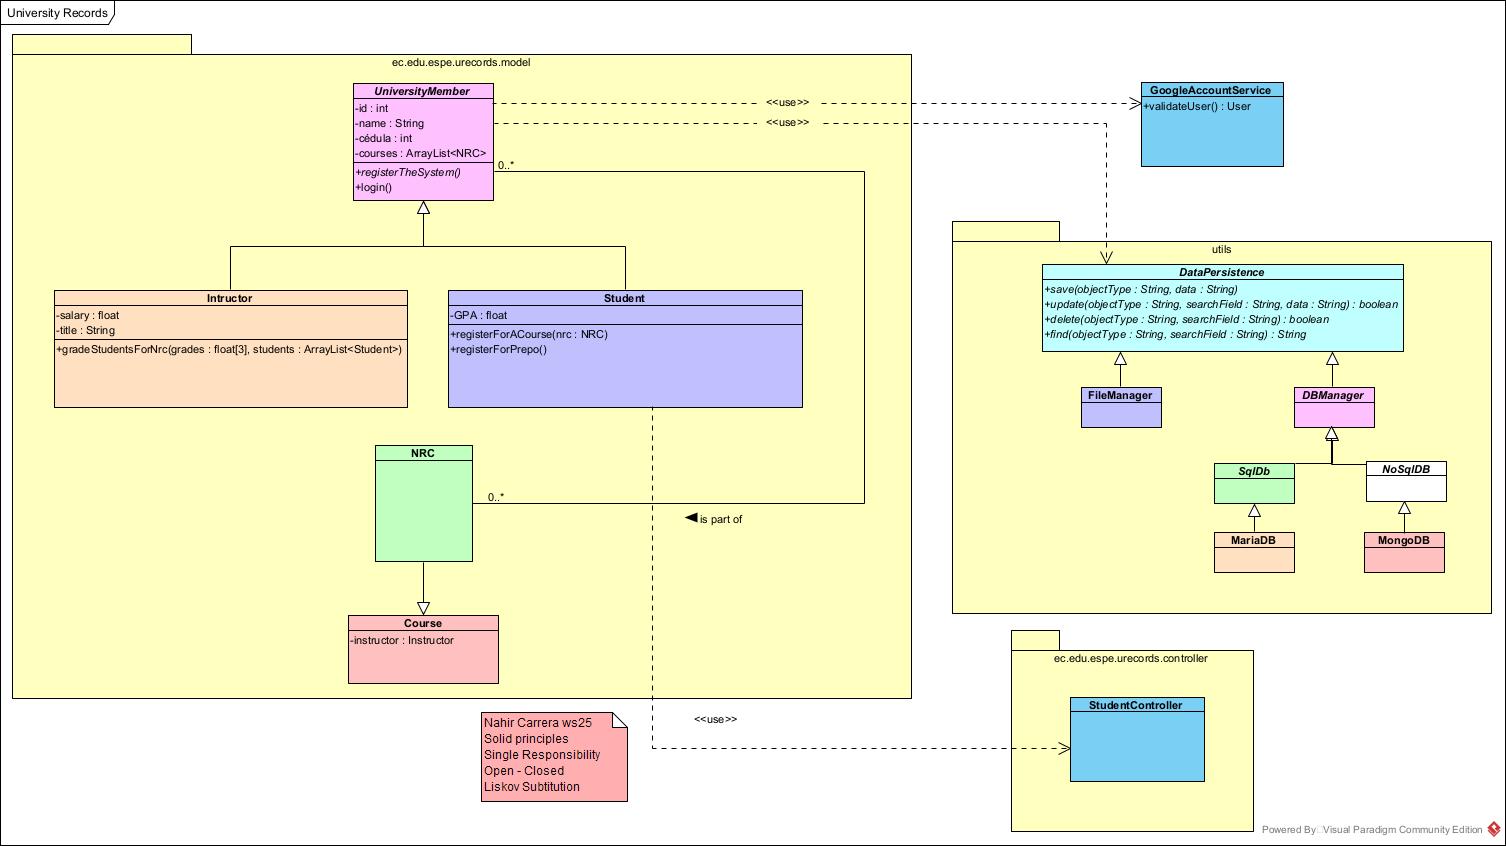 University Records
ec.edu.espe.urecords.model
UniversityMember
-id : int
-name : String
-cédula : int
-courses : ArrayList<NRC>
+registerTheSystem()
+login()
<<use>>
<<use>>
0..*
GoogleAccountService
+validateUser() : User
Intructor
-salary : float
-title : String
+gradeStudentsForNrc(grades : float[3], students : ArrayList<Student>)
Student
-GPA : float
+registerForACourse(nrc : NRC)
+registerForPrepo()
NRC
0..*
is part of
Course
-instructor : Instructor
utils
DataPersistence
+save(objectType : String, data : String)
+update(objectType : String, searchField : String, data : String) : boolean
+delete(objectType : String, searchField : String) : boolean
+find(objectType : String, searchField : String) : String
FileManager
DBManager
SqlDb
NoSqlDB
MariaDB
MongoDB
ec.edu.espe.urecords.controller
StudentController
<<use>>
Nahir Carrera ws25
Solid principles
Single Responsibility
Open - Closed
Liskov Subtitution
Powered By Visual Paradigm Community Edition